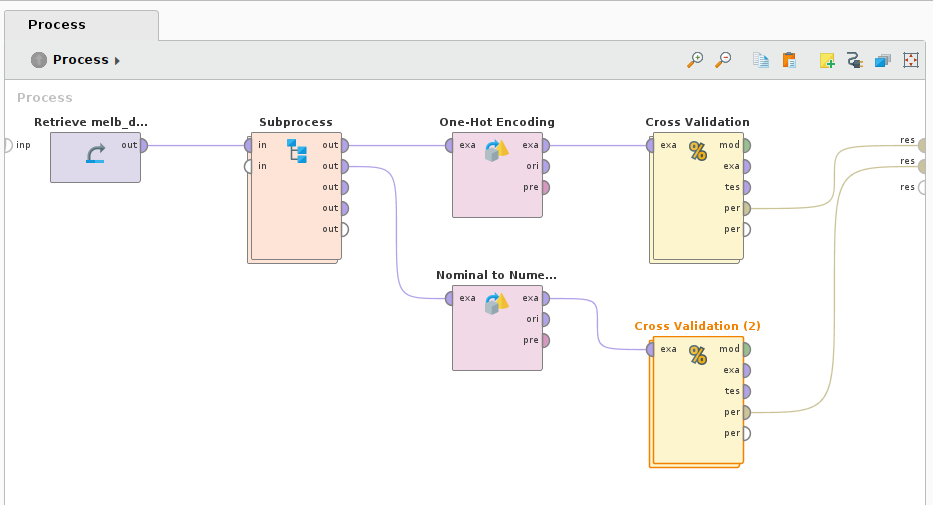 Process
Process
Process
Retrieve melb_d...
Subprocess
One-Hot Encoding
Cross Validation
inp
out
in
out
in
out
out
out
out
exa
exa
ori
pre
exa
mod
exa
tes
per
per
res
res
res
Nominal to Nume...
exa
exa
ori
pre
Cross Validation (2)
exa
mod
exa
tes
per
per